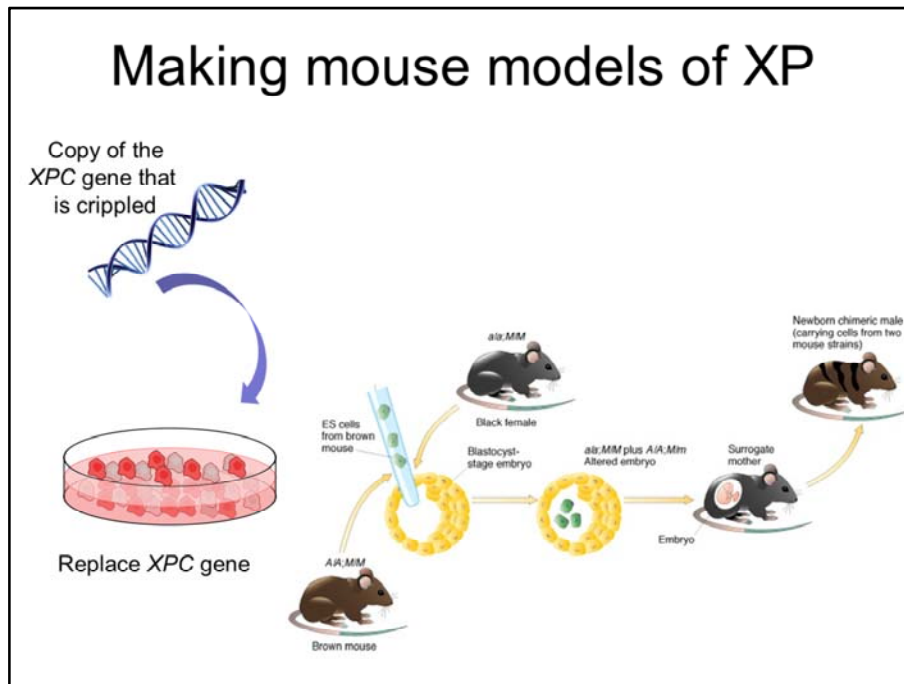 Making mouse models of XP
Copy of the
XPC gene that
is crippled
Replace XPC gene
ES cells
from brown
mouse
A/A;M/M
Brown mouse
a/a;M/M
Black female
Blastocyst-
stage embryo
a/a;M/M plus A/A;M/m
Altered embryo
Surrogate
mother
Embryo
Newborn chimeric male
(carrying cells from two
mouse strains)